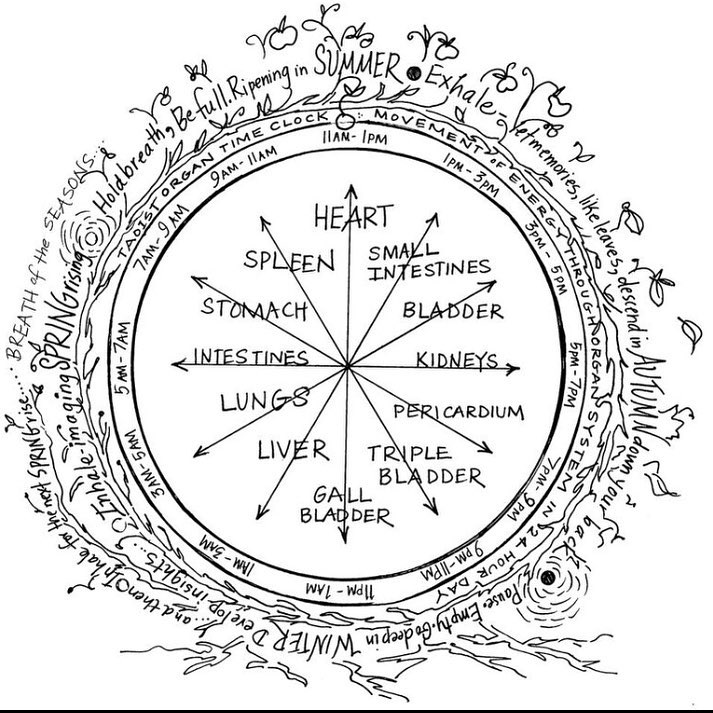 BREATH of the SEASONS...
Inhale-imaging SPRING rising
Hold breath, Be full. Ripening in SUMMER
Exhale, let memories, like leaves, descend in AUTUMN down your back
Pause. Empty. Go deep in WINTER Develop insights...
...and then Inhale for the next SPRING rise...
TAOIST ORGAN TIME CLOCK : MOVEMENT OF ENERGY THROUGH ORGAN SYSTEM IN 24 HOUR DAY
11AM-1PM
1PM-3PM
3PM-5PM
5PM-7PM
7PM-9PM
9PM-11PM
11PM-1AM
1AM-3AM
3AM-5AM
5AM-7AM
7AM-9AM
9AM-11AM
HEART
SMALL
INTESTINES
BLADDER
KIDNEYS
PERICARDIUM
TRIPLE
BLADDER
GALL
BLADDER
LIVER
LUNGS
INTESTINES
STOMACH
SPLEEN